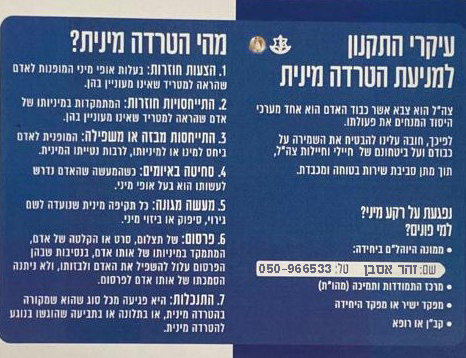 עיקרי התקנון
למניעת הטרדה מינית
צה"ל הוא צבא אשר כבוד האדם הוא אחד מערכי
היסוד המנחים את פעולתו.
לפיכך, חובה עלינו להבטיח את השמירה על
כבודם ועל ביטחונם של חיילי וחיילות צה"ל,
תוך מתן סביבת שירות בטוחה ומכבדת.
נפגעת על רקע מיני?
למי פונים?
• ממונה היוהל"ם ביחידה:
שם: זהר אסבן טל: 050-966533
• מרכז התמודדות ותמיכה (מהו"ת)
• מפקד ישיר או מפקד היחידה
• קב"ן או רופא
מהי הטרדה מינית?
1. הצעות חוזרות: בעלות אופי מיני המופנות לאדם
שהראה למטריד שאינו מעוניין בהן.
2. התייחסויות חוזרות: המתמקדות במיניותו של
אדם שהראה למטריד שאינו מעוניין בהן.
3. התייחסות מבזה או משפילה: המופנית לאדם
ביחס למינו או למיניותו, לרבות נטייתו המינית.
4. סחיטה באיומים: כשהמעשה שהאדם נדרש
לעשותו הוא בעל אופי מיני.
5. מעשה מגונה: כל תקיפה מינית שנועדה לשם
גירוי, סיפוק או ביזוי מיני.
6. פרסום: של תצלום, סרט או הקלטה של אדם,
המתמקד במיניותו של אותו אדם, בנסיבות שבהן
הפרסום עלול להשפיל את האדם ולבזותו, ולא ניתנה
הסכמתו של אותו אדם לפרסום.
7. התנכלות: היא פגיעה מכל סוג שהוא שמקורה
בהטרדה מינית, או בתלונה או בתביעה שהוגשו בנוגע
להטרדה מינית.